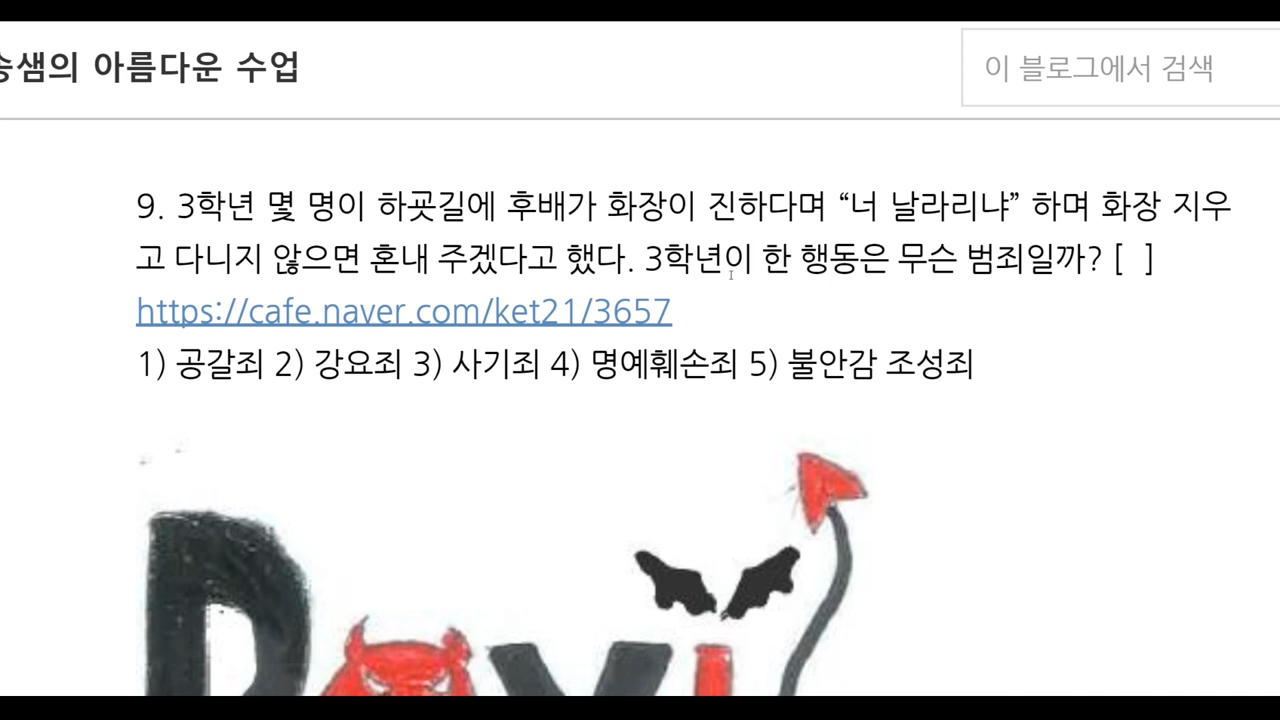 송샘의 아름다운 수업
이 블로그에서 검색
9. 3학년 몇 명이 하굣길에 후배가 화장이 진하다며 “너 날라리냐” 하며 화장 지우
고 다니지 않으면 혼내 주겠다고 했다. 3학년이 한 행동은 무슨 범죄일까? [ ]
https://cafe.naver.com/ket21/3657
1) 공갈죄 2) 강요죄 3) 사기죄 4) 명예훼손죄 5) 불안감 조성죄